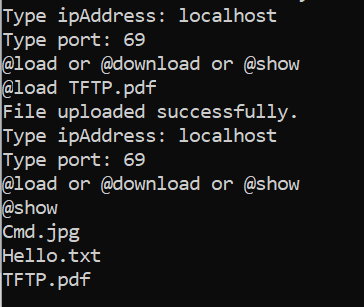 Type ipAddress: localhost
Type port: 69
@load or @download or @show
@load TFTP.pdf
File uploaded successfully.
Type ipAddress: localhost
Type port: 69
@load or @download or @show
@show
Cmd.jpg
Hello.txt
TFTP.pdf